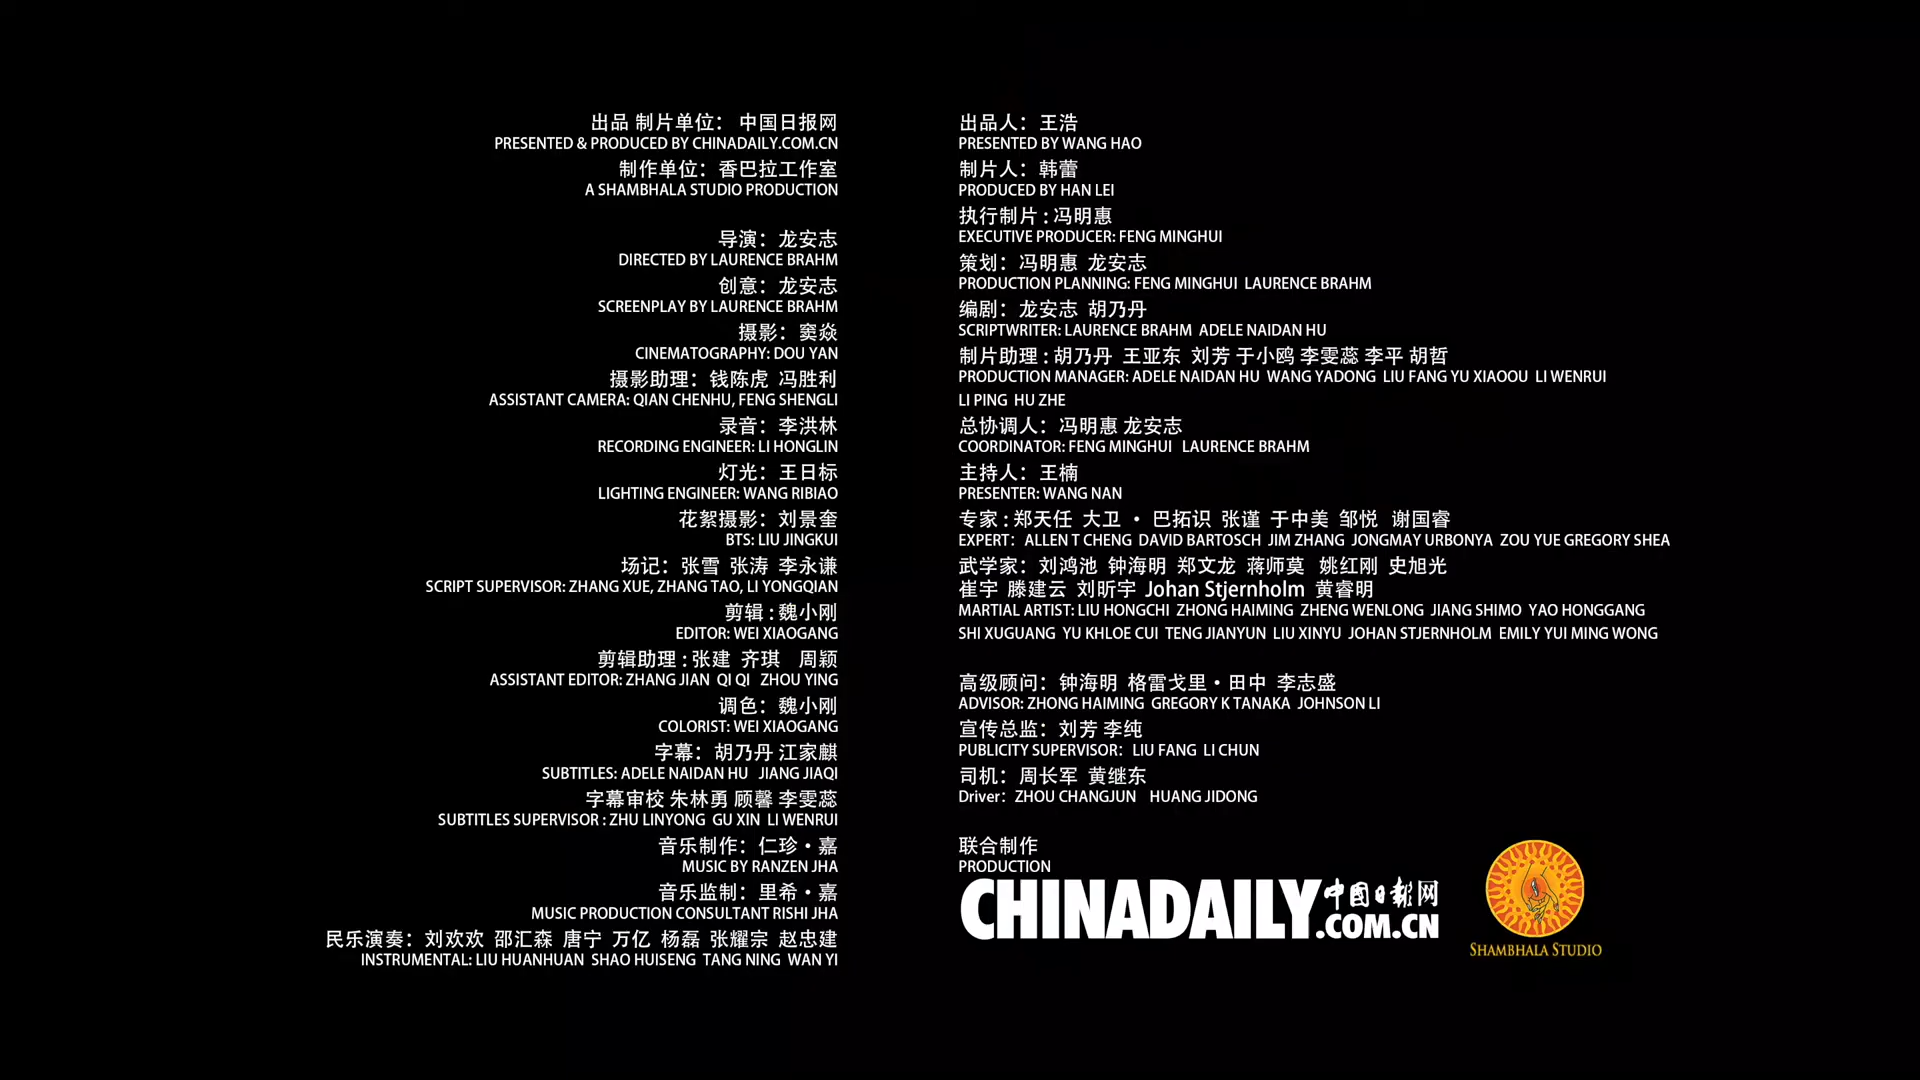 出品 制片单位： 中国日报网
PRESENTED & PRODUCED BY CHINADAILY.COM.CN
制作单位：香巴拉工作室
A SHAMBHALA STUDIO PRODUCTION
导演：龙安志
DIRECTED BY LAURENCE BRAHM
创意：龙安志
SCREENPLAY BY LAURENCE BRAHM
摄影：窦焱
CINEMATOGRAPHY: DOU YAN
摄影助理：钱陈虎 冯胜利
ASSISTANT CAMERA: QIAN CHENHU, FENG SHENGLI
录音：李洪林
RECORDING ENGINEER: LI HONGLIN
灯光：王日标
LIGHTING ENGINEER: WANG RIBIAO
花絮摄影：刘景奎
BTS: LIU JINGKUI
场记：张雪 张涛 李永谦
SCRIPT SUPERVISOR: ZHANG XUE, ZHANG TAO, LI YONGQIAN
剪辑 : 魏小刚
EDITOR: WEI XIAOGANG
剪辑助理 : 张建 齐琪 周颖
ASSISTANT EDITOR: ZHANG JIAN QI QI ZHOU YING
调色：魏小刚
COLORIST: WEI XIAOGANG
字幕：胡乃丹 江家麒
SUBTITLES: ADELE NAIDAN HU JIANG JIAQI
字幕审校 朱林勇 顾馨 李雯蕊
SUBTITLES SUPERVISOR : ZHU LINYONG GU XIN LI WENRUI
音乐制作：仁珍·嘉
MUSIC BY RANZEN JHA
音乐监制：里希·嘉
MUSIC PRODUCTION CONSULTANT RISHI JHA
民乐演奏：刘欢欢 邵汇森 唐宁 万亿 杨磊 张耀宗 赵忠建
INSTRUMENTAL: LIU HUANHUAN SHAO HUISENG TANG NING WAN YI
出品人：王浩
PRESENTED BY WANG HAO
制片人：韩蕾
PRODUCED BY HAN LEI
执行制片 : 冯明惠
EXECUTIVE PRODUCER: FENG MINGHUI
策划：冯明惠 龙安志
PRODUCTION PLANNING: FENG MINGHUI LAURENCE BRAHM
编剧：龙安志 胡乃丹
SCRIPTWRITER: LAURENCE BRAHM ADELE NAIDAN HU
制片助理 : 胡乃丹 王亚东 刘芳 于小鸥 李雯蕊 李平 胡哲
PRODUCTION MANAGER: ADELE NAIDAN HU WANG YADONG LIU FANG YU XIAOOU LI WENRUI
LI PING HU ZHE
总协调人：冯明惠 龙安志
COORDINATOR: FENG MINGHUI LAURENCE BRAHM
主持人：王楠
PRESENTER: WANG NAN
专家 : 郑天任 大卫 · 巴拓识 张谨 于中美 邹悦 谢国睿
EXPERT： ALLEN T CHENG DAVID BARTOSCH JIM ZHANG JONGMAY URBONYA ZOU YUE GREGORY SHEA
武学家：刘鸿池 钟海明 郑文龙 蒋师莫 姚红刚 史旭光
崔宇 滕建云 刘昕宇 Johan Stjernholm 黄睿明
MARTIAL ARTIST: LIU HONGCHI ZHONG HAIMING ZHENG WENLONG JIANG SHIMO YAO HONGGANG
SHI XUGUANG YU KHLOE CUI TENG JIANYUN LIU XINYU JOHAN STJERNHOLM EMILY YUI MING WONG
高级顾问：钟海明 格雷戈里·田中 李志盛
ADVISOR: ZHONG HAIMING GREGORY K TANAKA JOHNSON LI
宣传总监：刘芳 李纯
PUBLICITY SUPERVISOR： LIU FANG LI CHUN
司机：周长军 黄继东
Driver： ZHOU CHANGJUN HUANG JIDONG
联合制作
PRODUCTION
CHINADAILY 中国日报网
.COM.CN
SHAMBHALA STUDIO